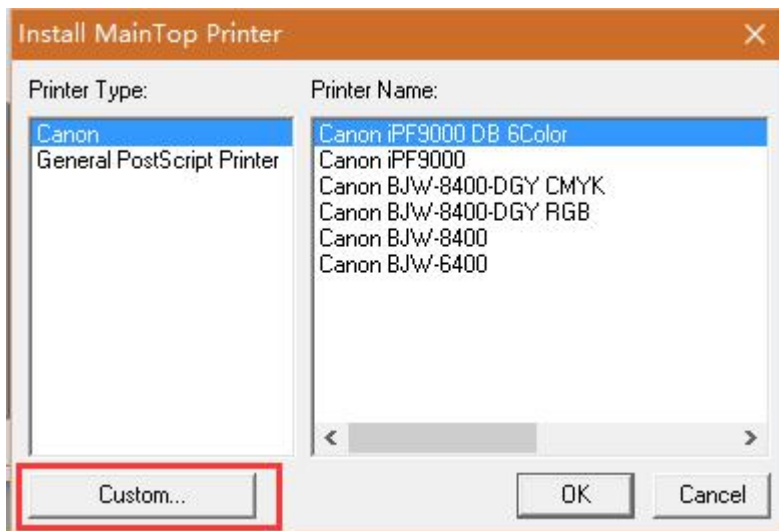 Install MainTop Printer
Printer Type:
Printer Name:
Canon
General PostScript Printer
Canon iPF9000 DB 6Color
Canon iPF9000
Canon BJW-8400-DGY CMYK
Canon BJW-8400-DGY RGB
Canon BJW-8400
Canon BJW-6400
Custom...
OK
Cancel